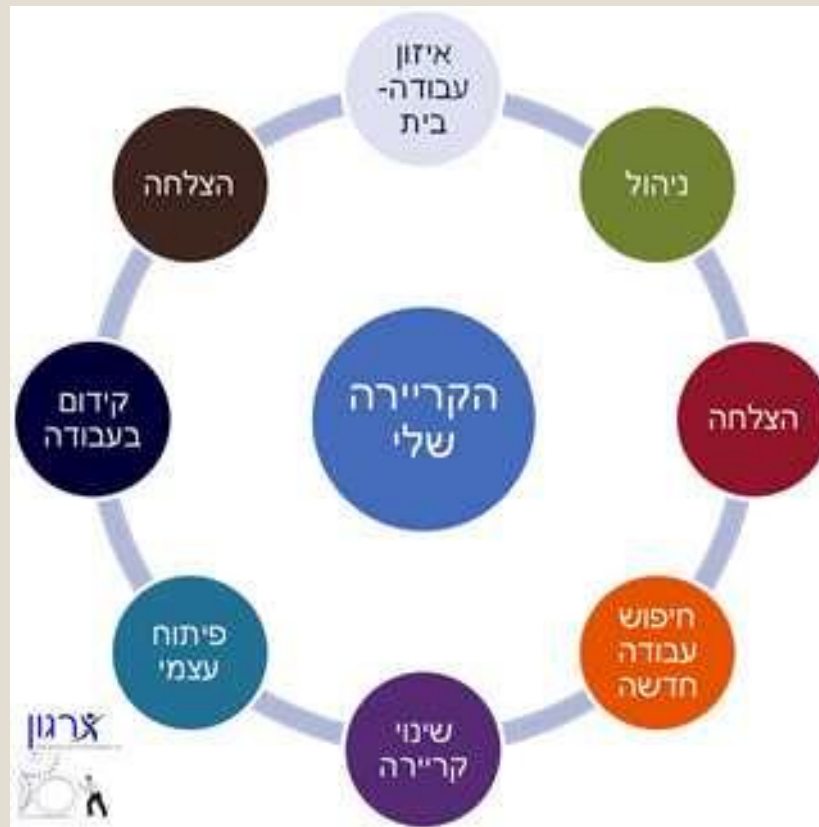 איזון
עבודה-
בית
ניהול
הצלחה
חיפוש
עבודה
חדשה
שינוי
קריירה
פיתוח
עצמי
קידום
בעבודה
הצלחה
הקריירה
שלי
ארגון